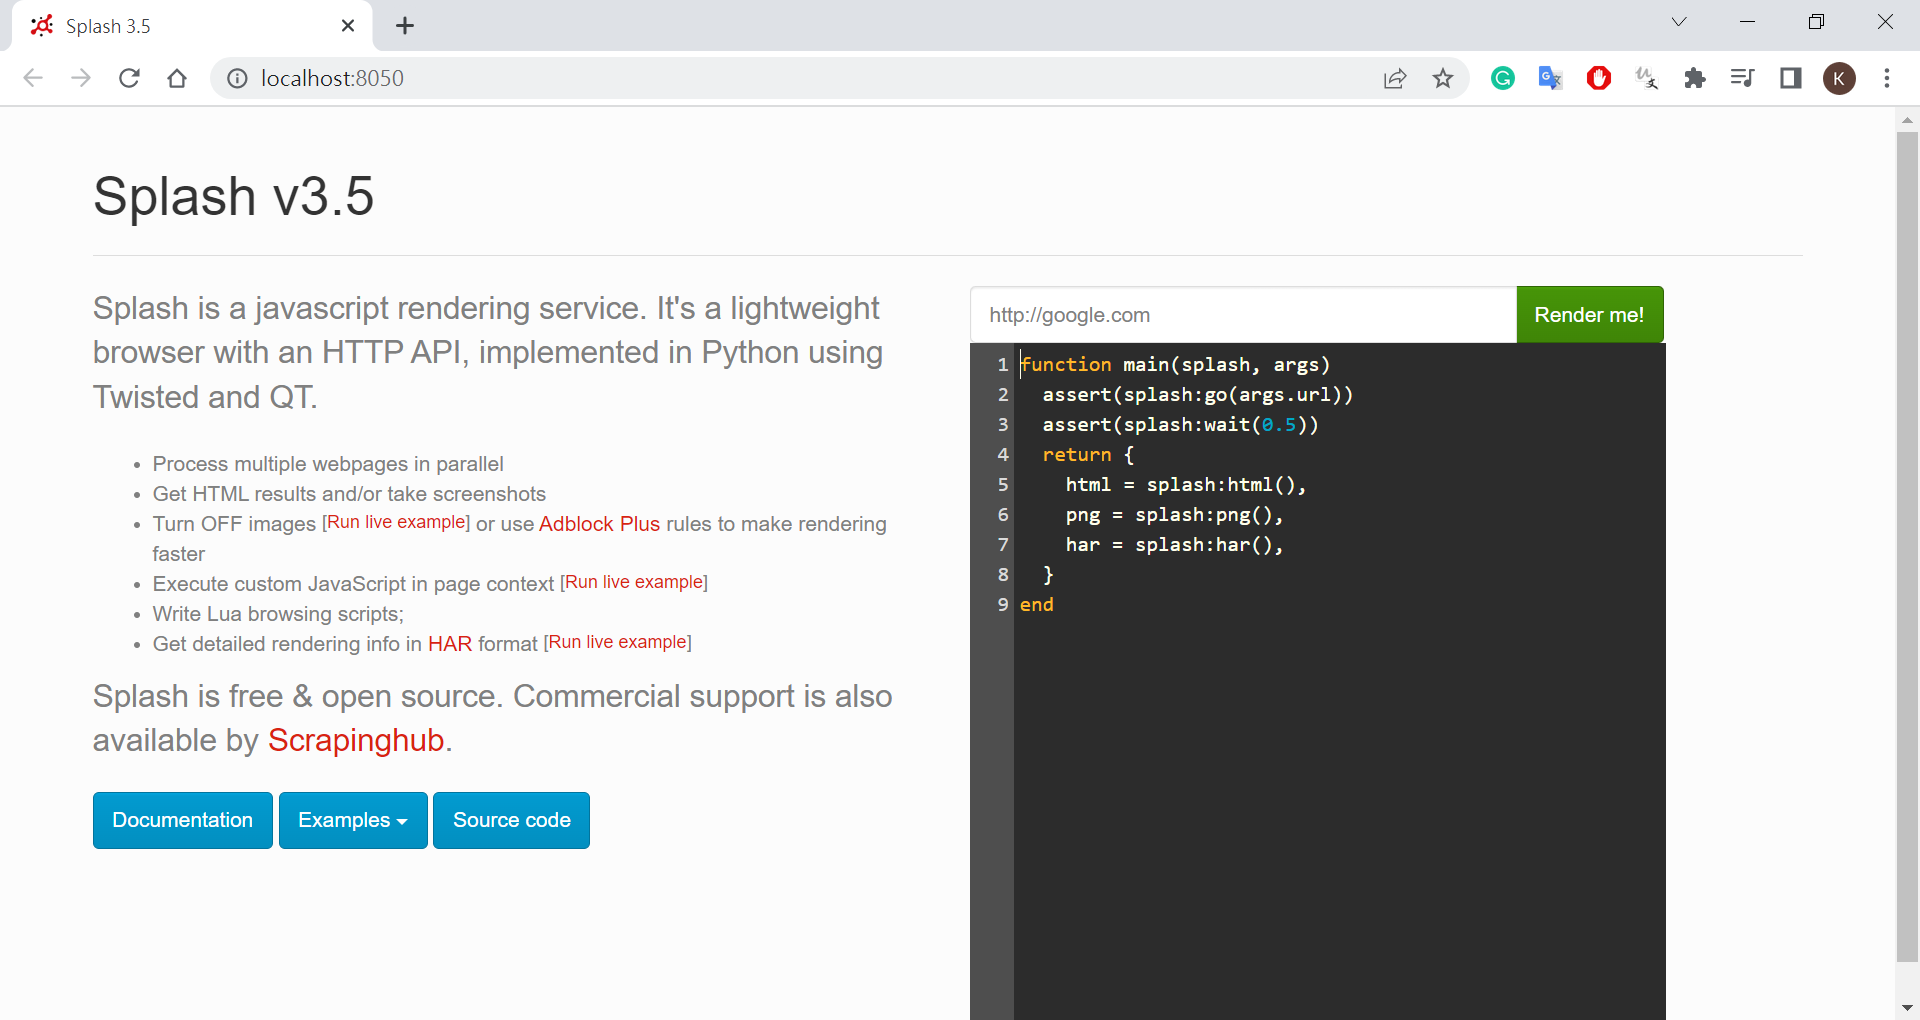 Splash 3.5
localhost:8050
K
Splash v3.5
Splash is a javascript rendering service. It's a lightweight
browser with an HTTP API, implemented in Python using
Twisted and QT.
Process multiple webpages in parallel
Get HTML results and/or take screenshots
Turn OFF images [Run live example] or use Adblock Plus rules to make rendering
faster
Execute custom JavaScript in page context [Run live example]
Write Lua browsing scripts;
Get detailed rendering info in HAR format [Run live example]
Splash is free & open source. Commercial support is also
available by Scrapinghub.
Documentation
Examples
Source code
http://google.com
Render me!
1 function main(splash, args)
2   assert(splash:go(args.url))
3   assert(splash:wait(0.5))
4   return {
5     html = splash:html(),
6     png = splash:png(),
7     har = splash:har(),
8   }
9 end